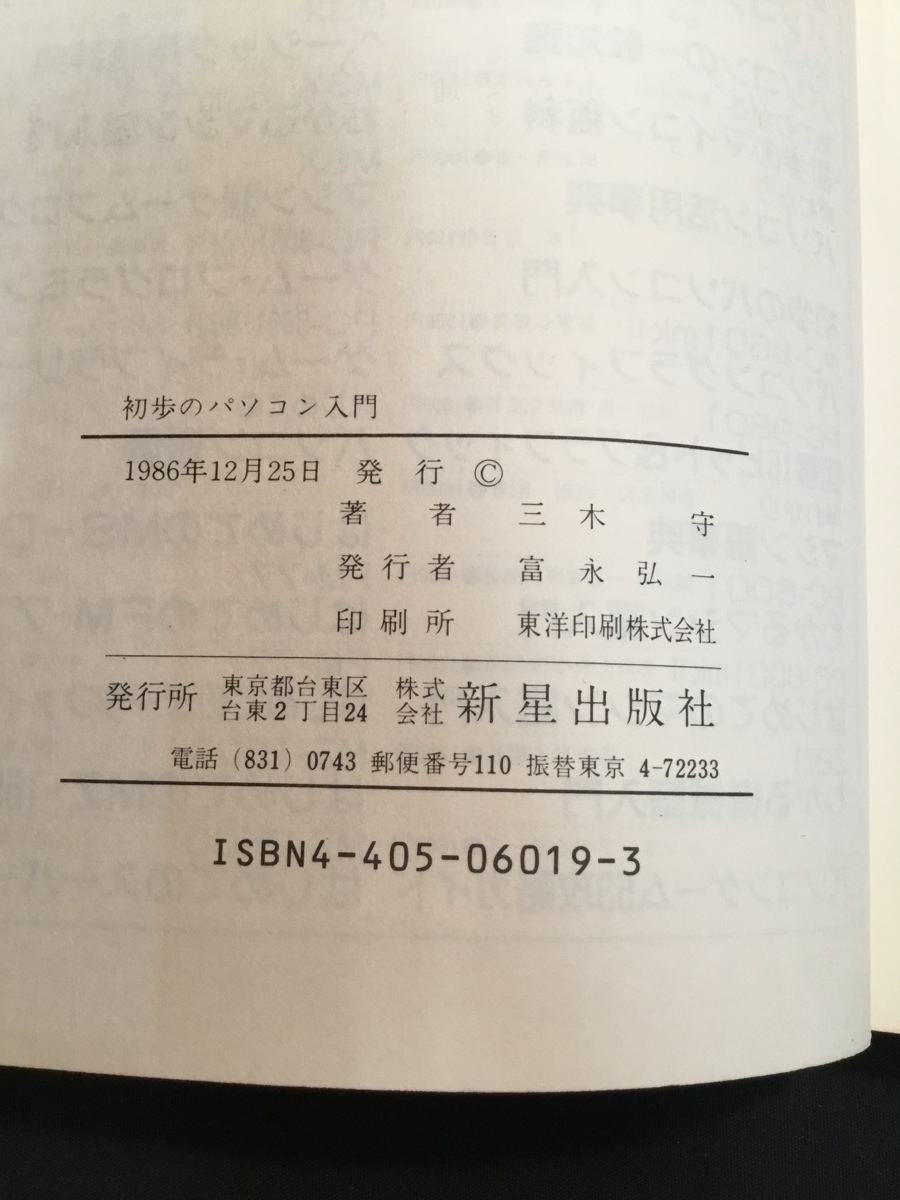 初歩のパソコン入門
1986年12月25日 発行 ©
著者 三木守
発行者 富永弘一
印刷所 東洋印刷株式会社
発行所 東京都台東区台東2丁目24 株式会社 新星出版社
電話 (831) 0743 郵便番号110 振替東京 4-72233
ISBN4-405-06019-3